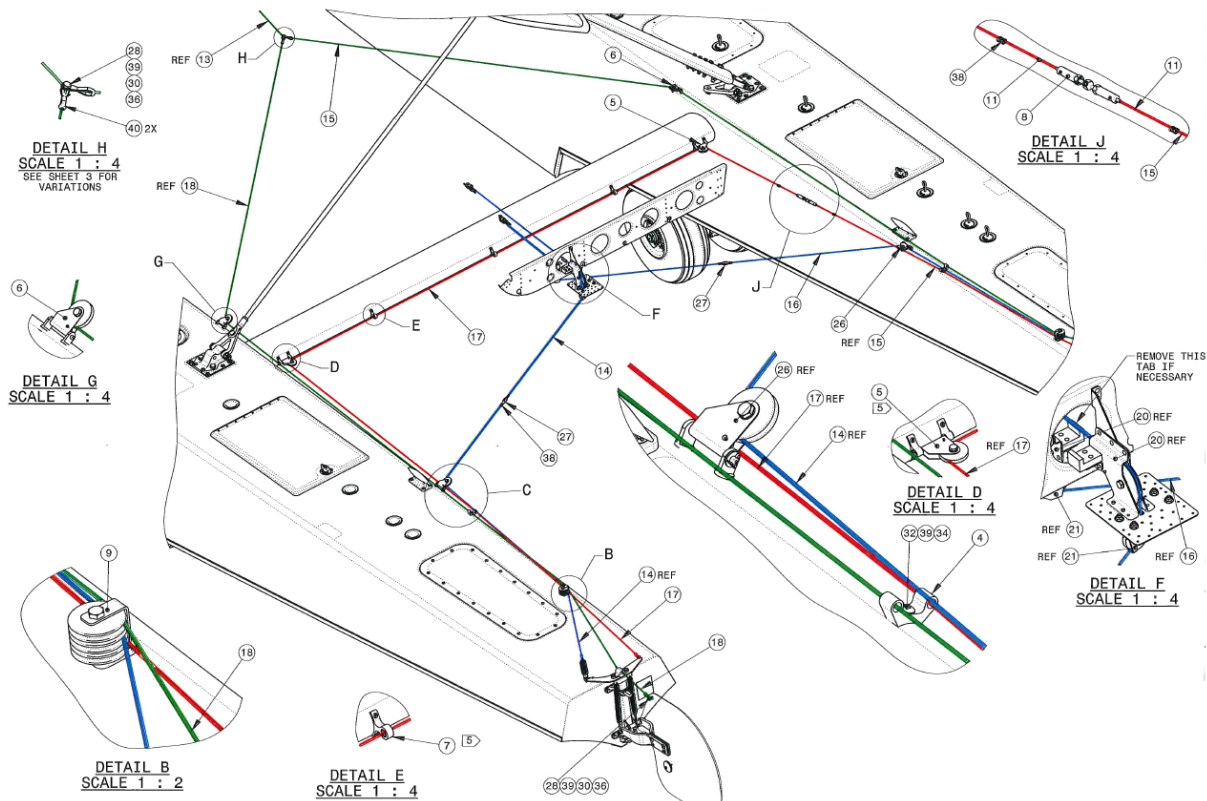 H
28
39
30
36
40 2X
DETAIL H
SCALE 1 : 4
SEE SHEET 3 FOR
VARIATIONS
REF 13
15
6
5
38
11
11
8
15
DETAIL J
SCALE 1 : 4
REF 18
G
6
DETAIL G
SCALE 1 : 4
E
17
D
F
27
16
J
26
15
REF
14
27
38
C
26 REF
17 REF
14 REF
5
5
REF 17
DETAIL D
SCALE 1 : 4
REMOVE THIS
TAB IF
NECESSARY
20 REF
20 REF
REF 21
REF 21
REF 16
DETAIL F
SCALE 1 : 4
32 39 34
4
B
14 REF
17
18
9
18
DETAIL B
SCALE 1 : 2
7
5
DETAIL E
SCALE 1 : 4
28 39 30 36